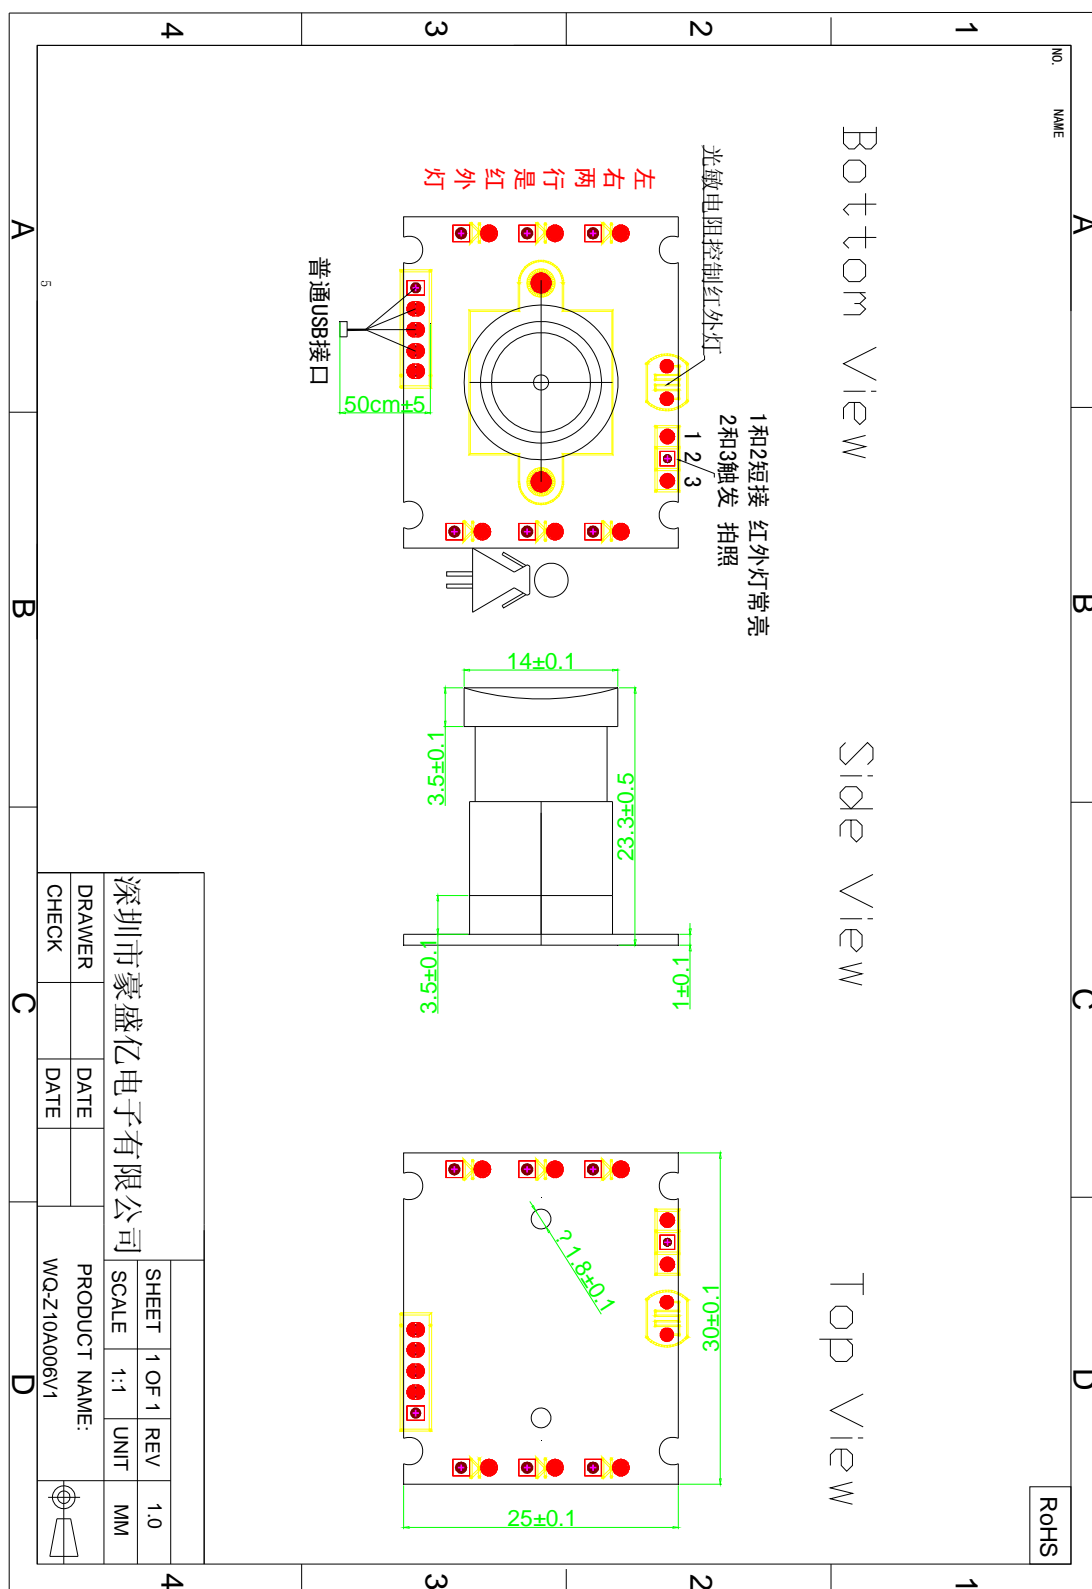 NO. NAME
RoHS
1
2
3
4
A
B
C
D
Bottom View
Side View
Top View
光敏电阻控制红外灯
左右两行是红外灯
1和2短接 红外灯常亮
2和3触发 拍照
1
2
3
普通USB接口
50cm±5
14±0.1
3.5±0.1
23.3±0.5
3.5±0.1
1±0.1
?1.8±0.1
30±0.1
25±0.1
5
深圳市豪盛亿电子有限公司
SHEET 1 OF 1 REV 1.0
SCALE 1:1 UNIT MM
DRAWER DATE
CHECK DATE
PRODUCT NAME:
WQ-Z10A006V1
1
2
3
4
A
B
C
D